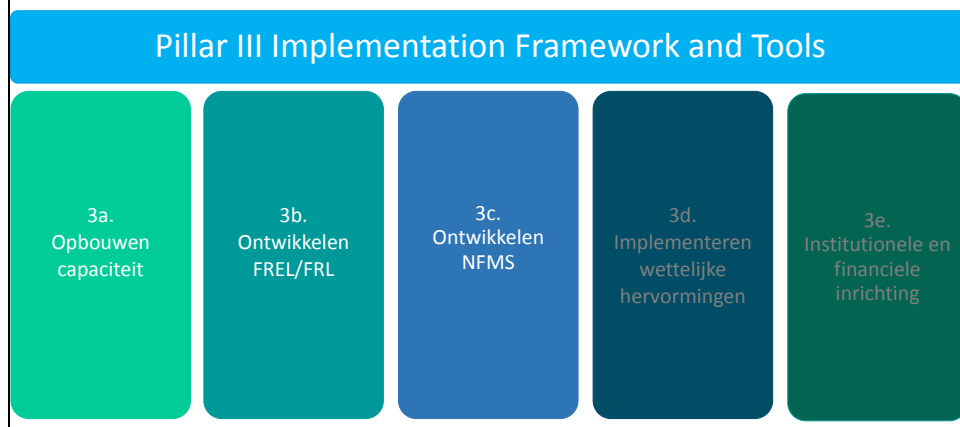 Pillar III Implementation Framework and Tools
3a.
Opbouwen
capaciteit
3b.
Ontwikkelen
FREL/FRL
3c.
Ontwikkelen
NFMS
3d.
Implementeren
wettelijke
hervormingen
3e.
Institutionele en
financiele
inrichting